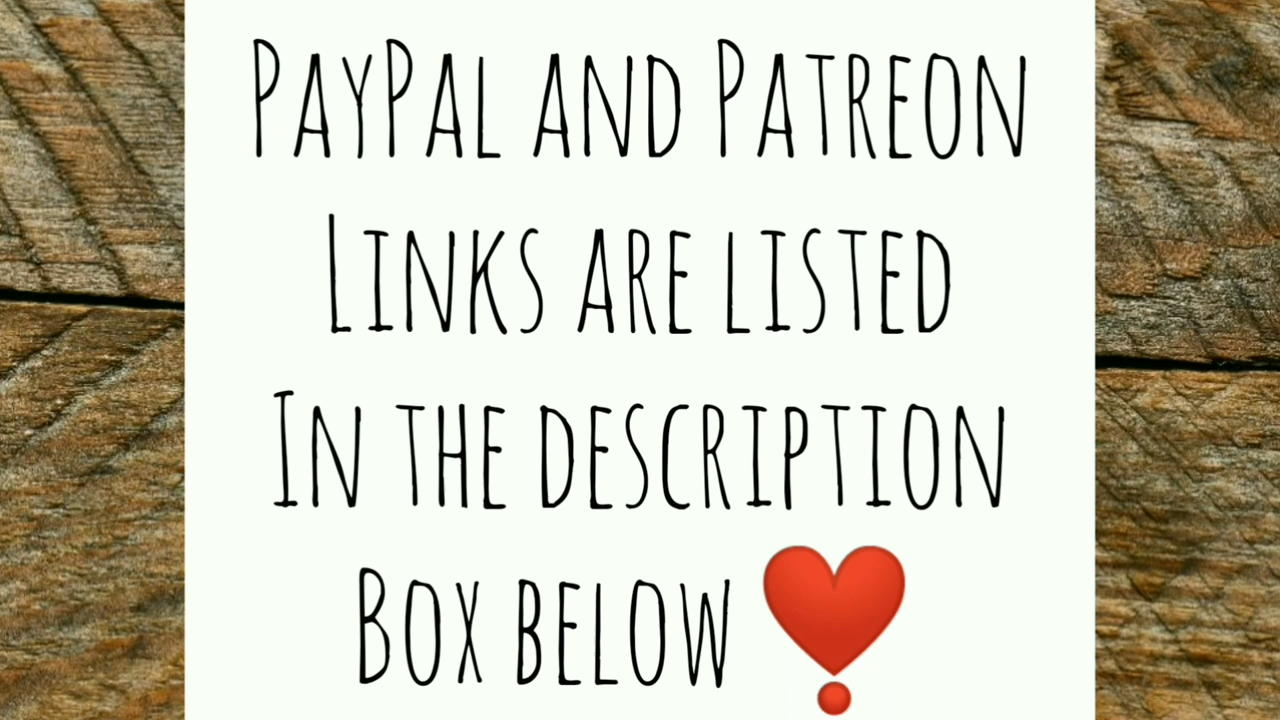 PayPal and Patreon
Links are listed
In the description
Box below ❣